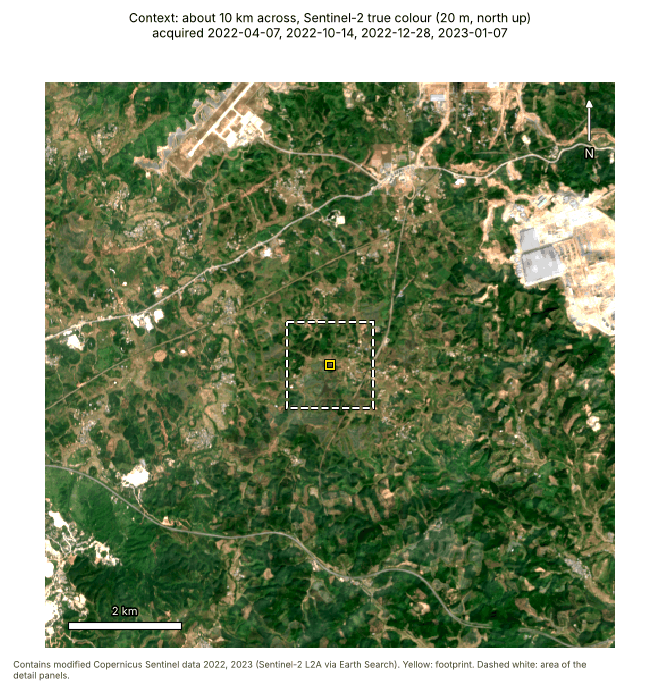 Context: about 10 km across, Sentinel-2 true colour (20 m, north up)
acquired 2022-04-07, 2022-10-14, 2022-12-28, 2023-01-07
N
2 km
Contains modified Copernicus Sentinel data 2022, 2023 (Sentinel-2 L2A via Earth Search). Yellow: footprint. Dashed white: area of the
detail panels.